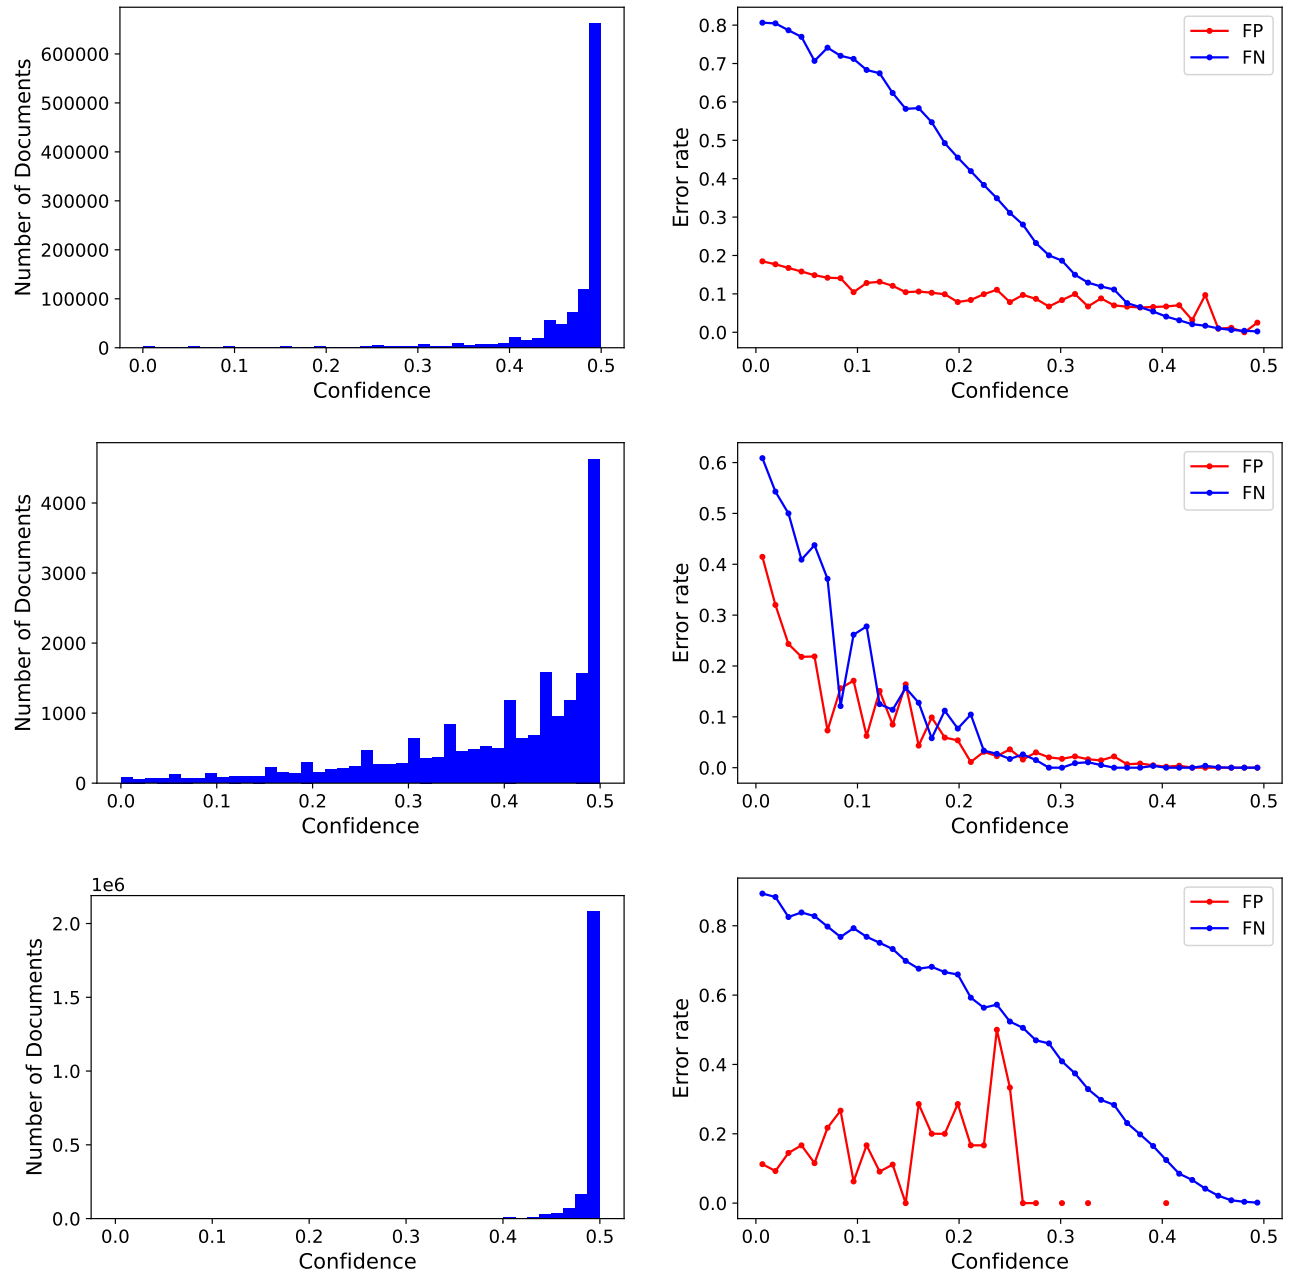 Number of Documents
600000
500000
400000
300000
200000
100000
0
0.0 0.1 0.2 0.3 0.4 0.5
Confidence
Error rate
0.8
0.7
0.6
0.5
0.4
0.3
0.2
0.1
0.0
FP
FN
0.0 0.1 0.2 0.3 0.4 0.5
Confidence
Number of Documents
4000
3000
2000
1000
0
0.0 0.1 0.2 0.3 0.4 0.5
Confidence
Error rate
0.6
0.5
0.4
0.3
0.2
0.1
0.0
FP
FN
0.0 0.1 0.2 0.3 0.4 0.5
Confidence
1e6
Number of Documents
2.0
1.5
1.0
0.5
0.0
0.0 0.1 0.2 0.3 0.4 0.5
Confidence
Error rate
0.8
0.6
0.4
0.2
0.0
FP
FN
0.0 0.1 0.2 0.3 0.4 0.5
Confidence